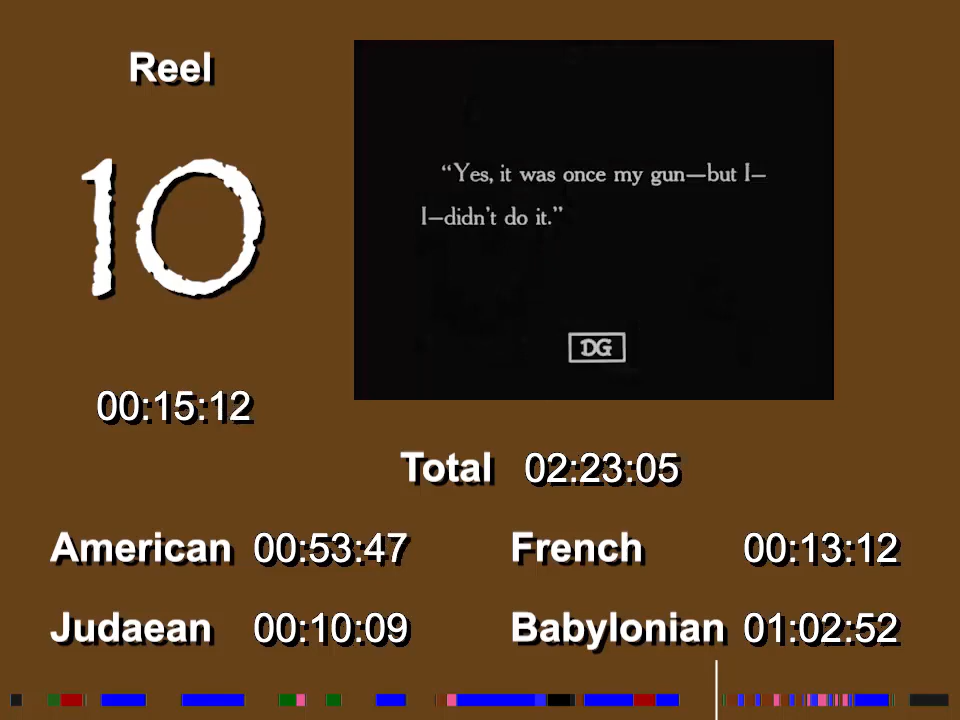 Reel
10
00:15:12
“Yes, it was once my gun—but I—
I—didn't do it.”
DG
Total 02:23:05
American 00:53:47 French 00:13:12
Judaean 00:10:09 Babylonian 01:02:52